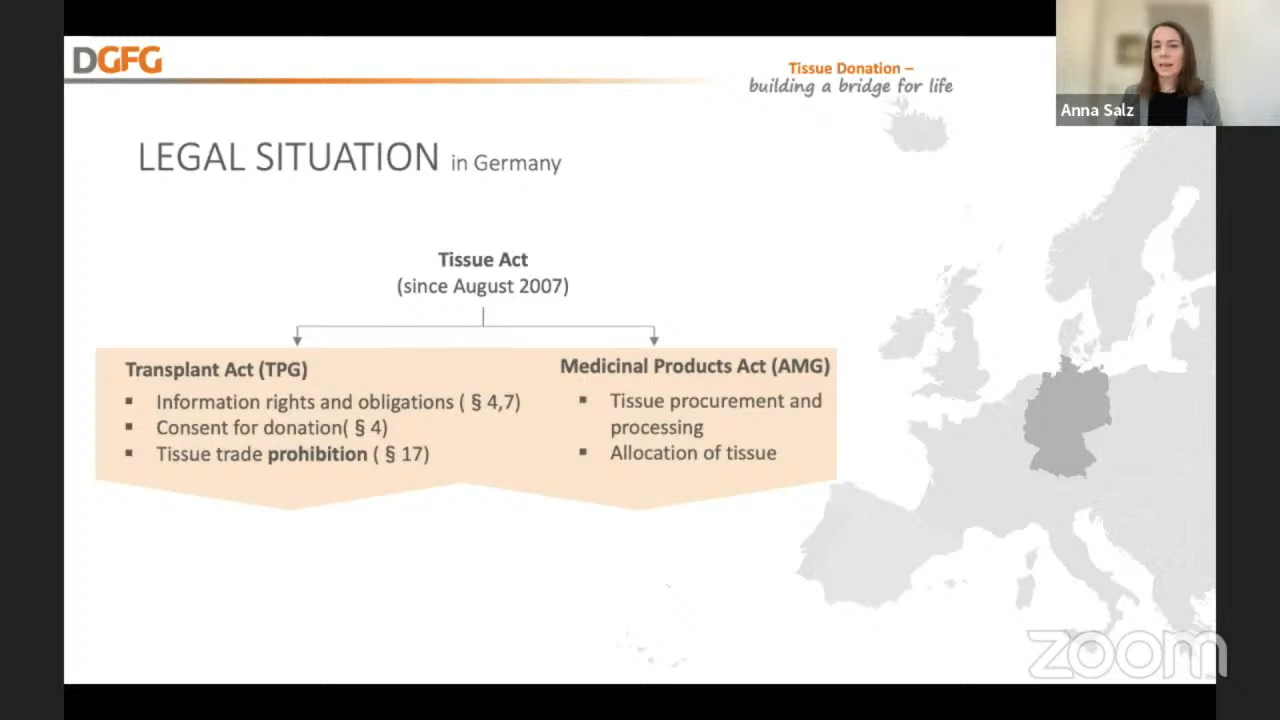 DGFG
Tissue Donation –
building a bridge for life
Anna Salz
LEGAL SITUATION in Germany
Tissue Act
(since August 2007)
Transplant Act (TPG)
▪ Information rights and obligations ( § 4,7)
▪ Consent for donation( § 4)
▪ Tissue trade prohibition ( § 17)
Medicinal Products Act (AMG)
▪ Tissue procurement and
processing
▪ Allocation of tissue
zoom